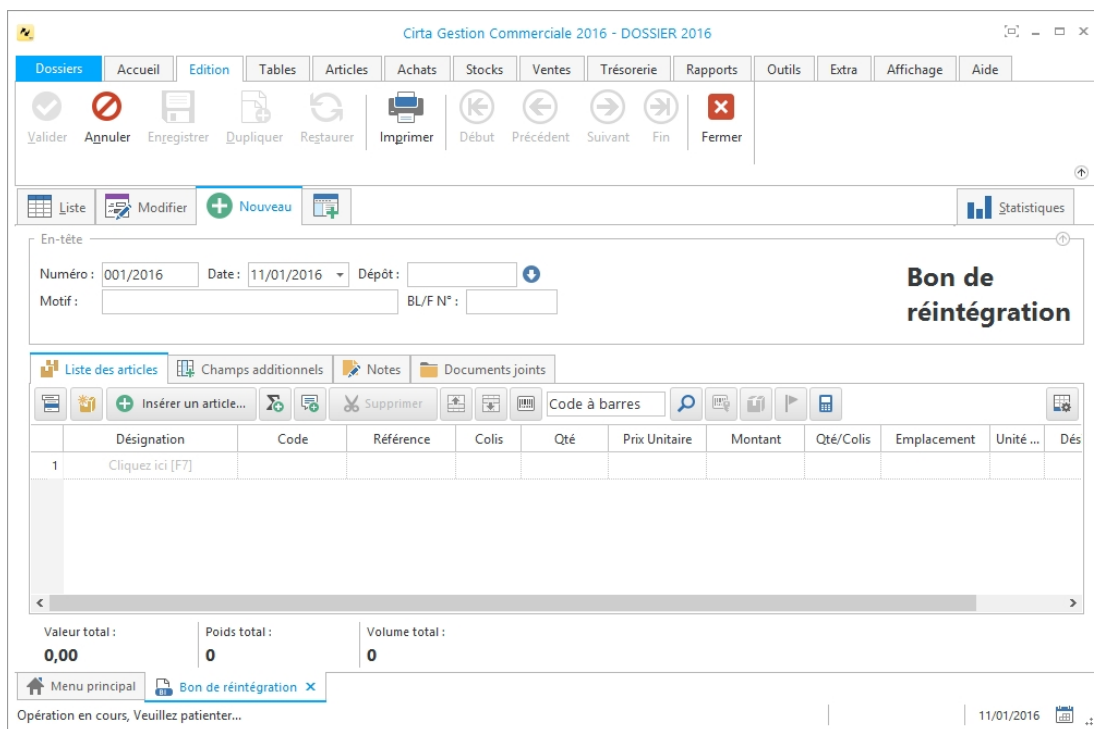 Cirta Gestion Commerciale 2016 - DOSSIER 2016
Dossiers Accueil Edition Tables Articles Achats Stocks Ventes Trésorerie Rapports Outils Extra Affichage Aide
Valider Annuler Enregistrer Dupliquer Restaurer Imprimer Début Précédent Suivant Fin Fermer
Liste Modifier Nouveau Statistiques
En-tête
Numéro : 001/2016 Date : 11/01/2016 Dépôt :
Motif : BL/F N° :
Bon de
réintégration
Liste des articles Champs additionnels Notes Documents joints
Insérer un article... Supprimer Code à barres
Désignation Code Référence Colis Qté Prix Unitaire Montant Qté/Colis Emplacement Unité ... Dés
1 Cliquez ici [F7]
Valeur total : Poids total : Volume total :
0,00 0 0
Menu principal Bon de réintégration
Opération en cours, Veuillez patienter... 11/01/2016